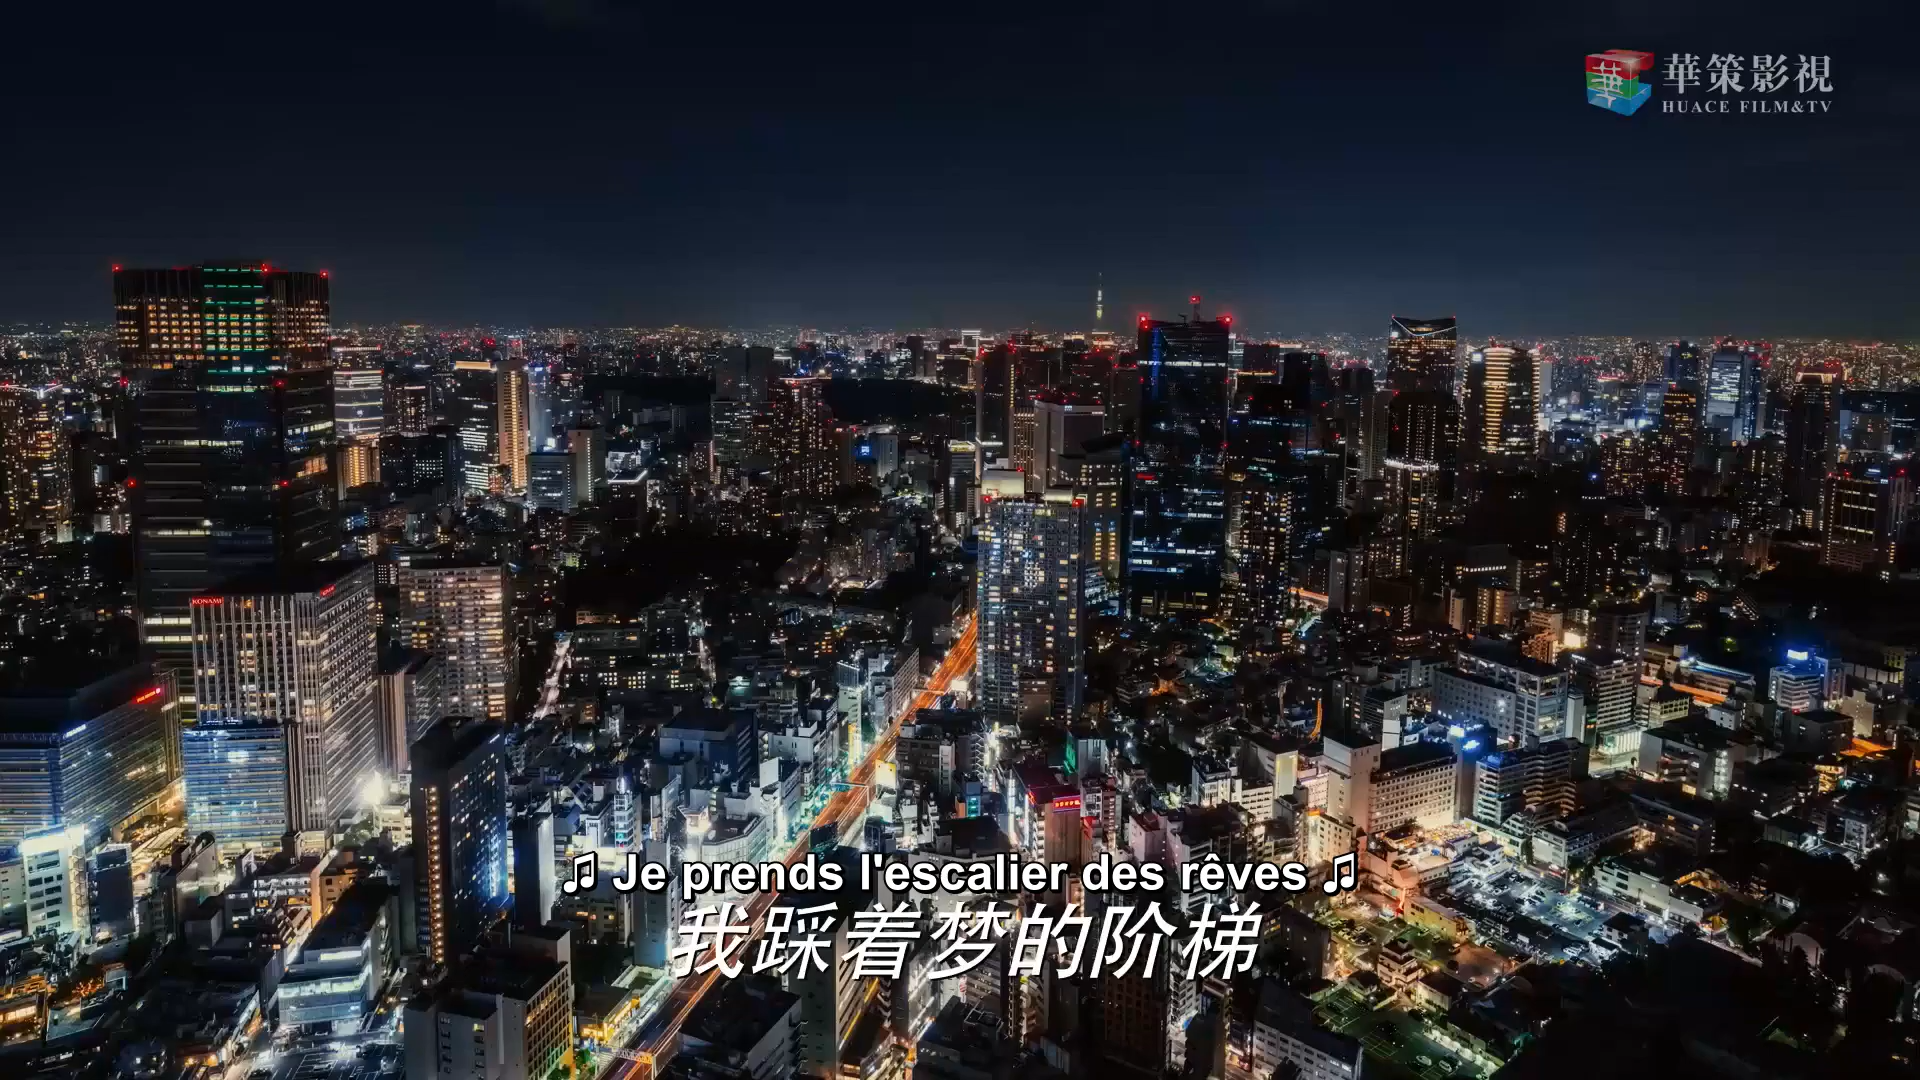 華策影視
HUACE FILM&TV
KONAMI
♫ Je prends l'escalier des rêves ♫
我踩着梦的阶梯